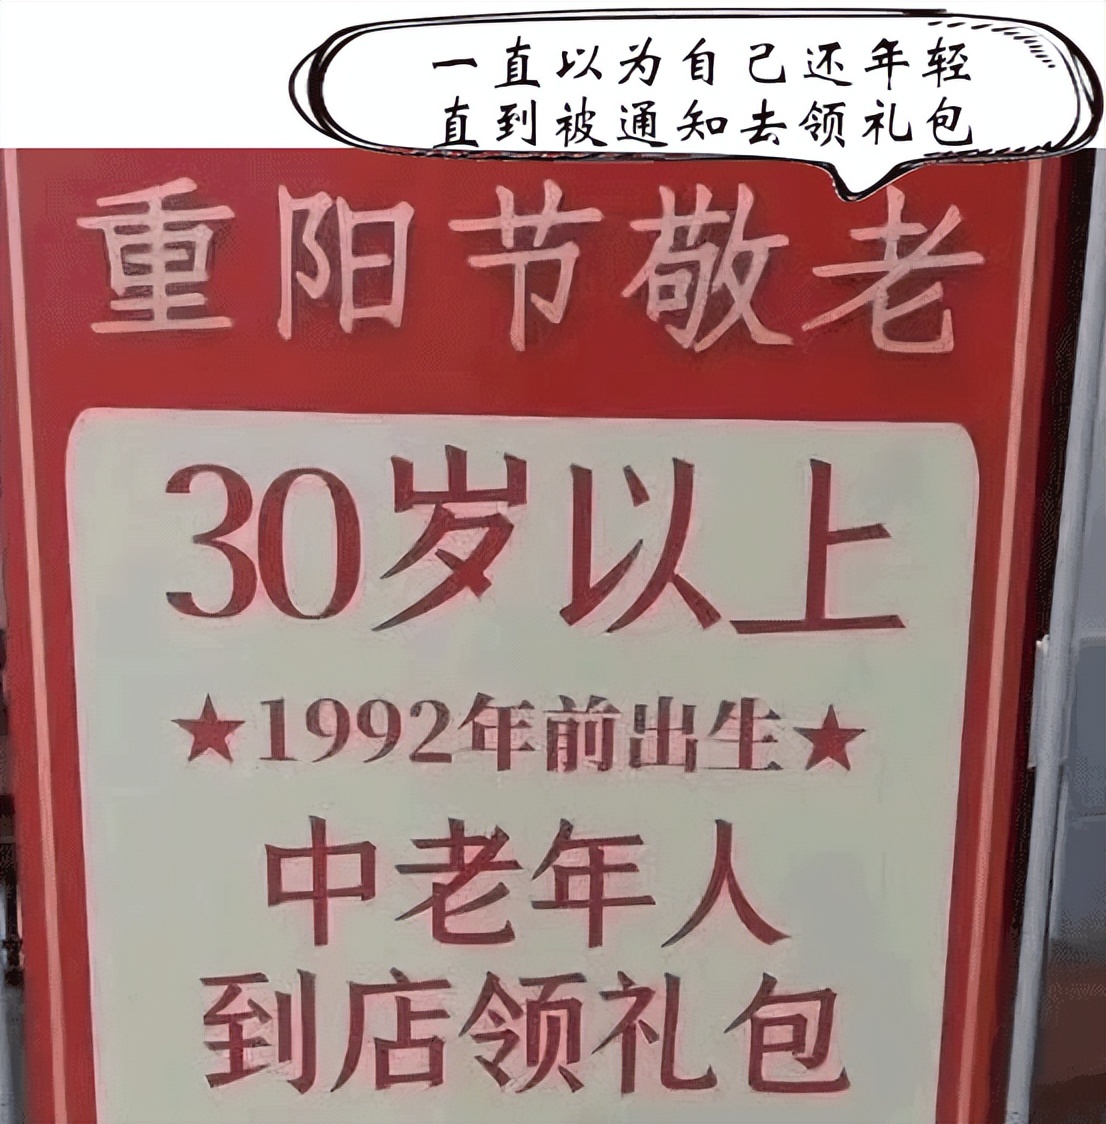 一直以为自己还年轻
直到被通知去领礼包
重阳节敬老
30岁以上
★1992年前出生★
中老年人
到店领礼包